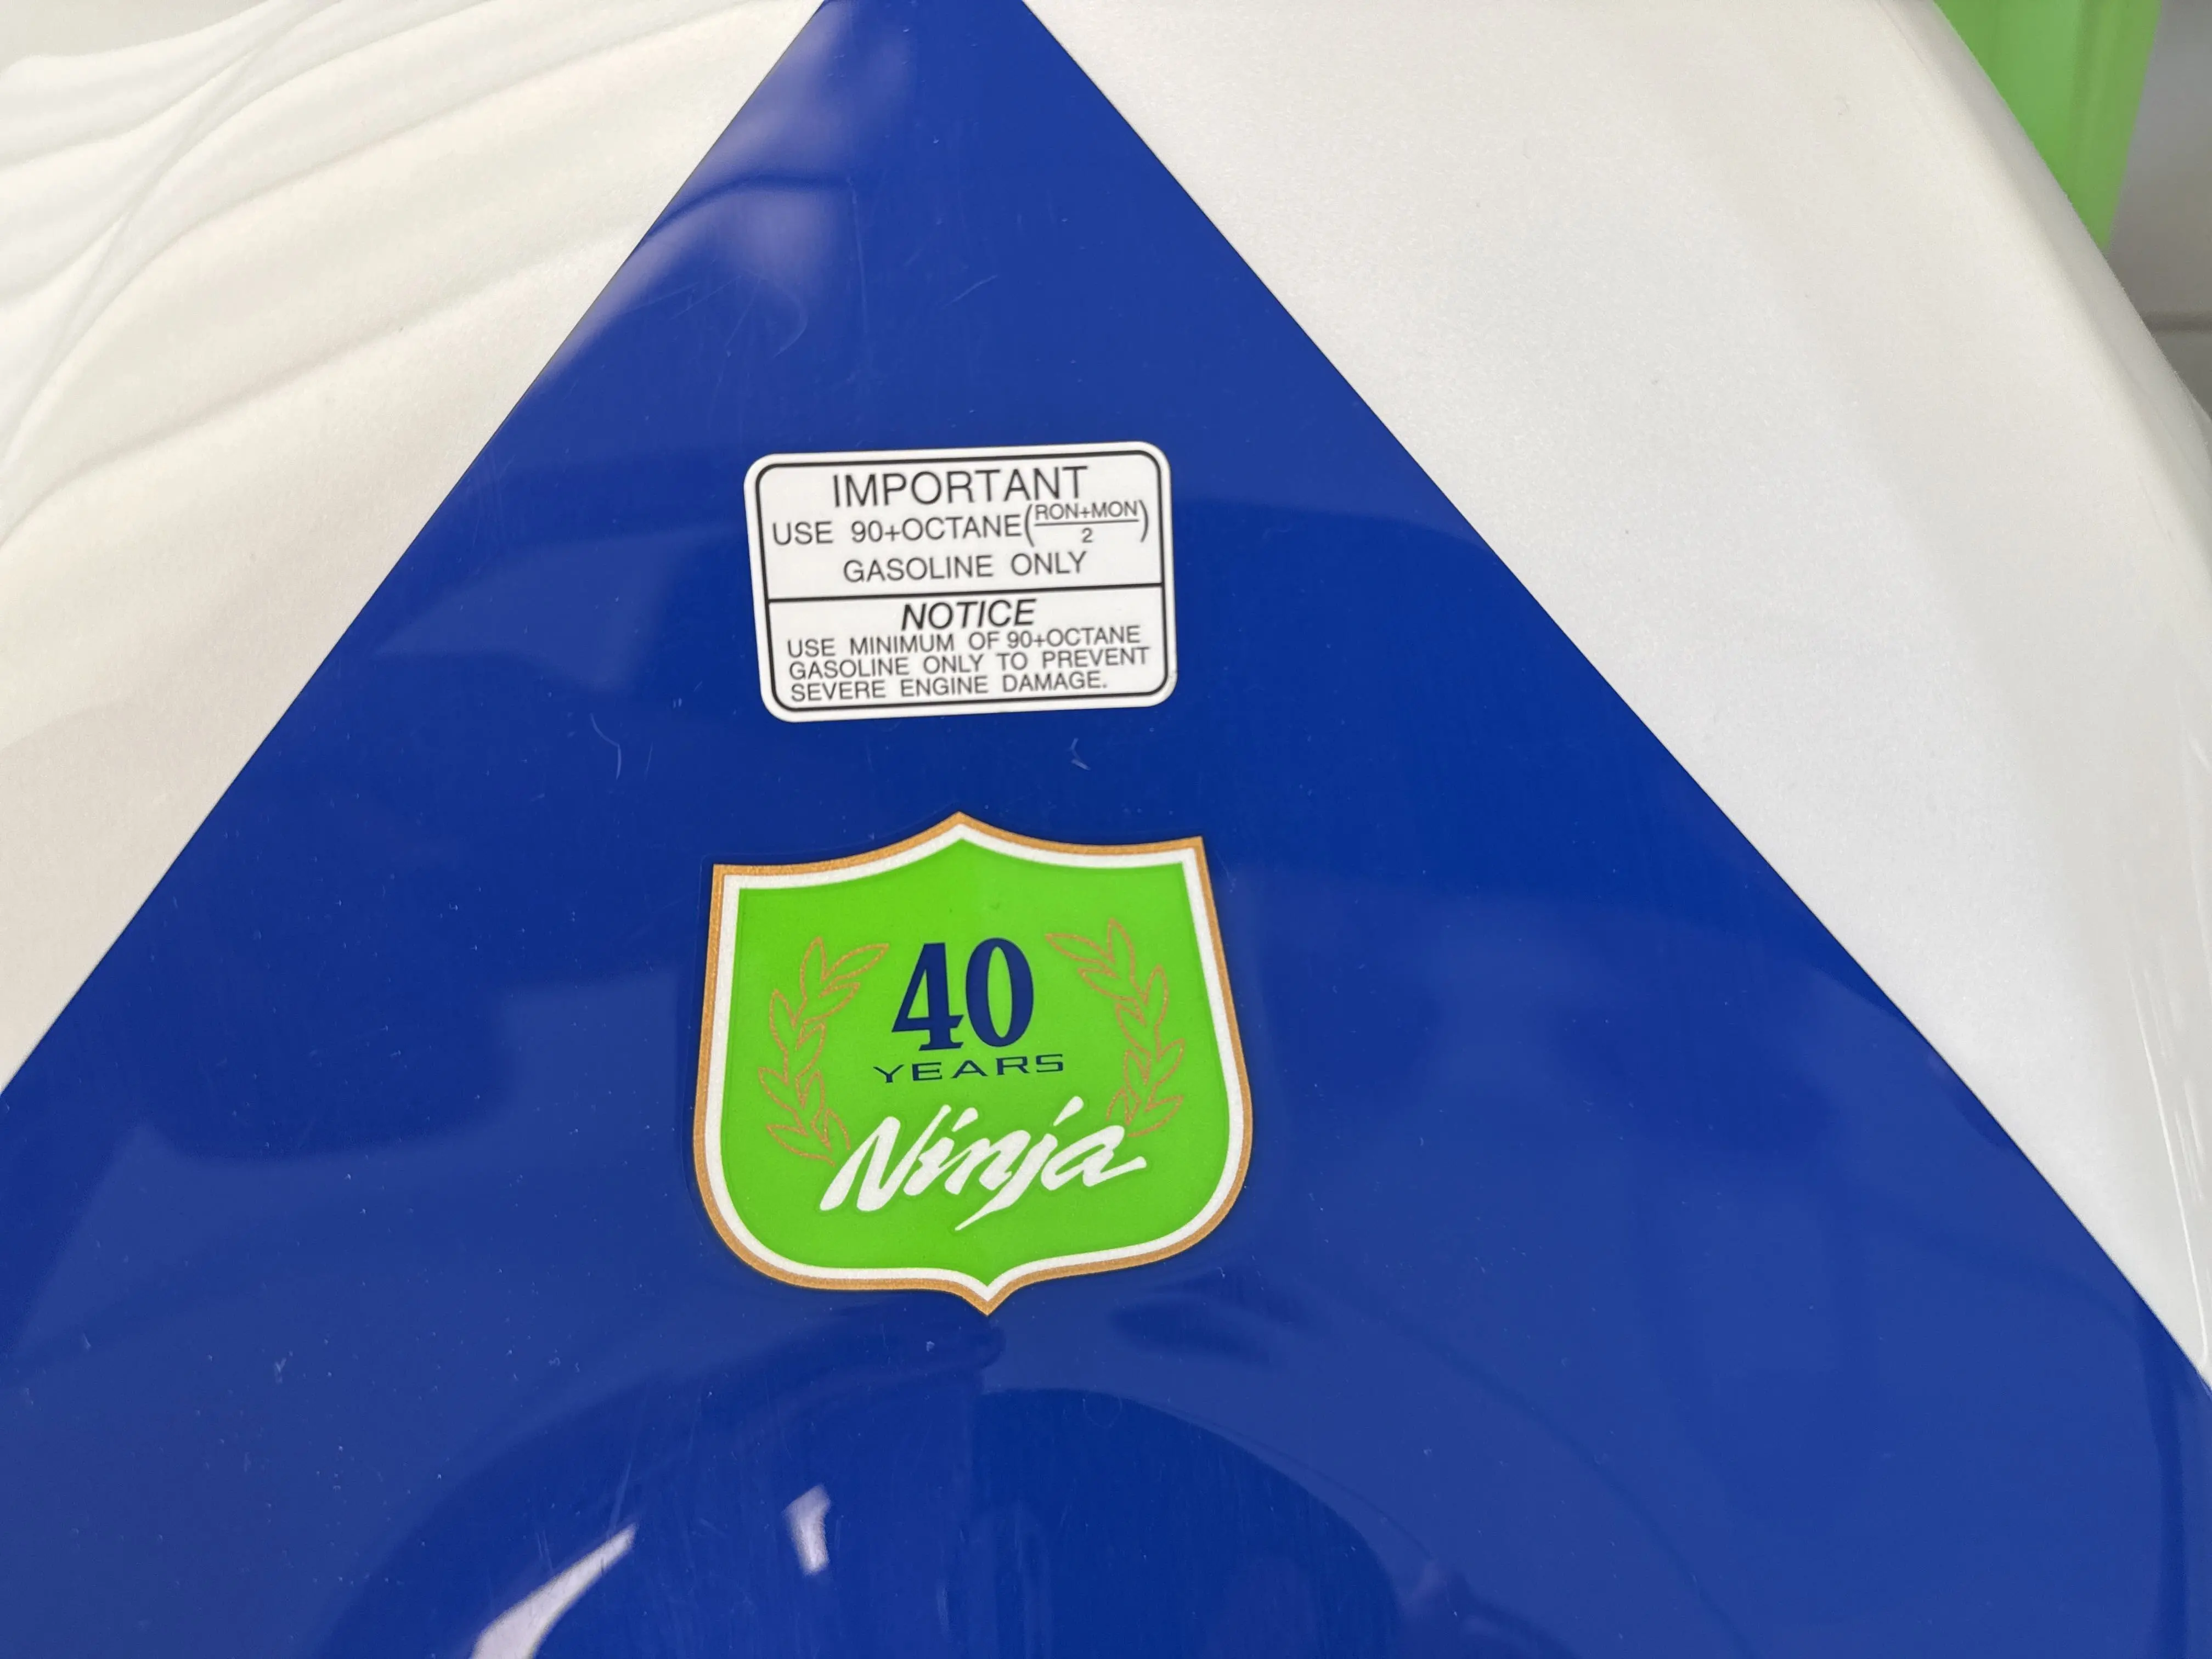 IMPORTANT
USE 90+OCTANE(RON+MON/2)
GASOLINE ONLY
NOTICE
USE MINIMUM OF 90+OCTANE
GASOLINE ONLY TO PREVENT
SEVERE ENGINE DAMAGE.
40
YEARS
Ninja